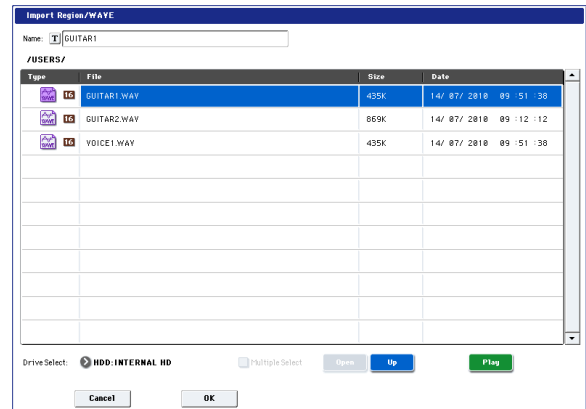 Import Region/WAVE
Name: T GUITAR1
/USERS/
Type File Size Date
WAVE 16 GUITAR1.WAV 435K 14/ 07/ 2010 09 :51 :38
WAVE 16 GUITAR2.WAV 869K 14/ 07/ 2010 09 :12 :12
WAVE 16 VOICE1.WAV 435K 14/ 07/ 2010 09 :51 :38
Drive Select: HDD:INTERNAL HD Multiple Select Open Up Play
Cancel OK